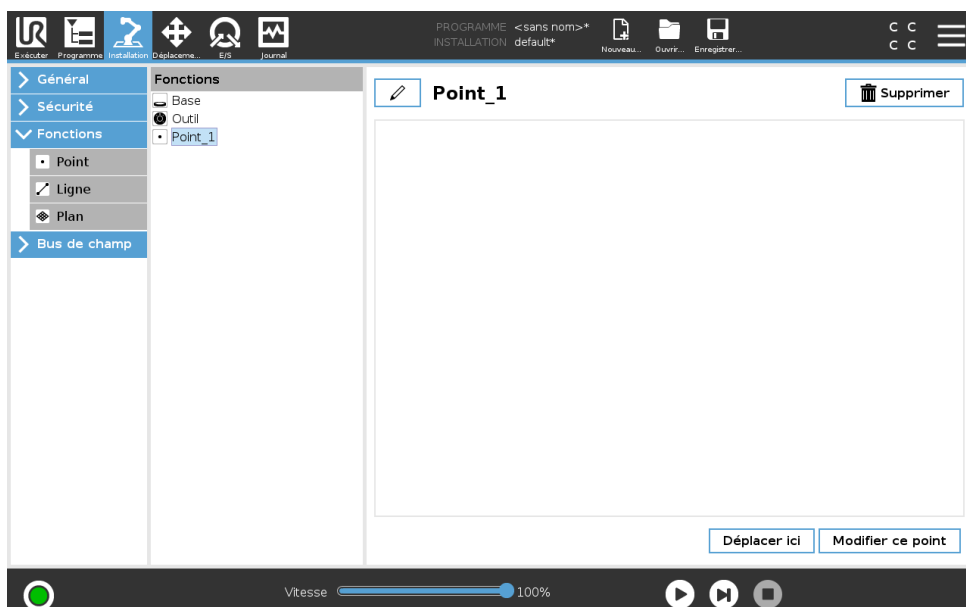 UR
PROGRAMME <sans nom>*
INSTALLATION default*
C C
C C
Exécuter Programme Installation Déplaceme... E/S Journal
Nouveau... Ouvrir... Enregistrer...
Général
Sécurité
Fonctions
Point
Ligne
Plan
Bus de champ
Fonctions
Base
Outil
Point_1
Point_1
Supprimer
Déplacer ici
Modifier ce point
Vitesse 100%